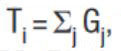 Tᵢ = Σⱼ Gⱼ,